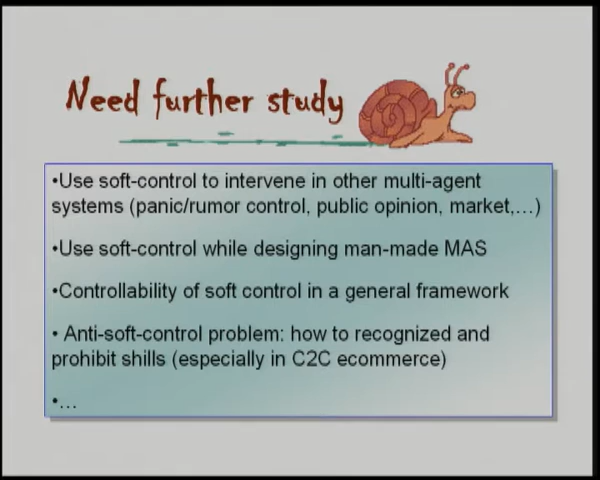 Need further study
•Use soft-control to intervene in other multi-agent
systems (panic/rumor control, public opinion, market,…)
•Use soft-control while designing man-made MAS
•Controllability of soft control in a general framework
• Anti-soft-control problem: how to recognized and
prohibit shills (especially in C2C ecommerce)
•…